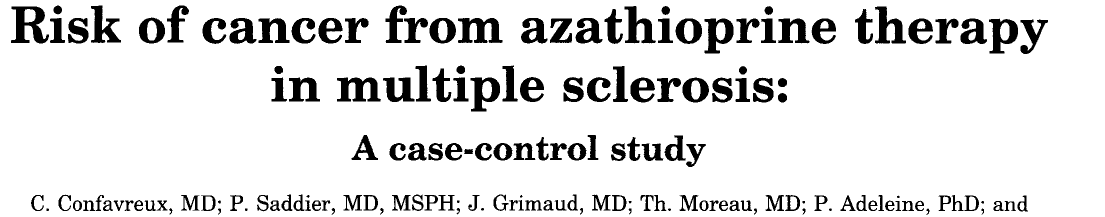 Risk of cancer from azathioprine therapy
in multiple sclerosis:
A case-control study
C. Confavreux, MD; P. Saddier, MD, MSPH; J. Grimaud, MD; Th. Moreau, MD; P. Adeleine, PhD; and